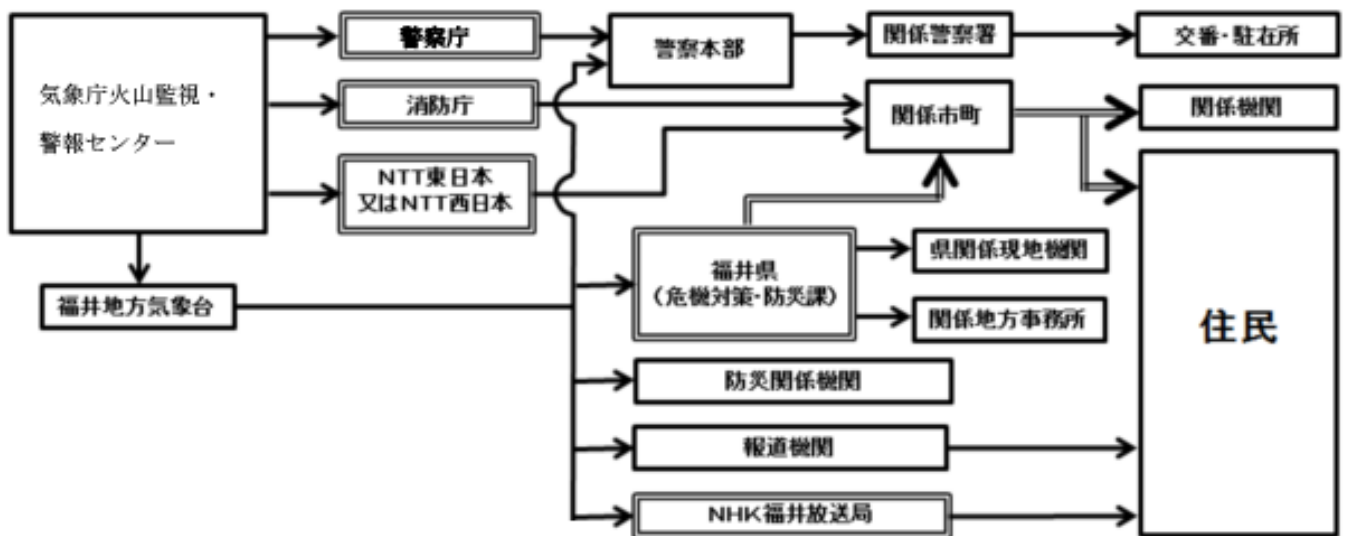 気象庁火山監視・
警報センター
警察庁
消防庁
NTT東日本
又はNTT西日本
福井地方気象台
警察本部
関係警察署
交番・駐在所
関係市町
関係機関
福井県
（危機対策・防災課）
県関係現地機関
関係地方事務所
防災関係機関
報道機関
NHK福井放送局
住民